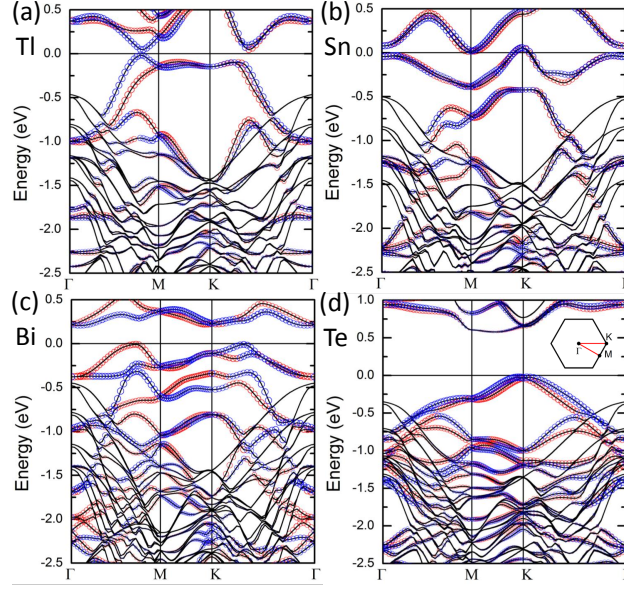 (a)
Tl
Energy (eV)
0.5
0.0
-0.5
-1.0
-1.5
-2.0
-2.5
Γ
M
K
Γ
(b)
Sn
Energy (eV)
0.5
0.0
-0.5
-1.0
-1.5
-2.0
-2.5
Γ
M
K
(c)
Bi
Energy (eV)
0.5
0.0
-0.5
-1.0
-1.5
-2.0
-2.5
Γ
M
K
Γ
(d)
Te
Energy (eV)
1.0
0.5
0.0
-0.5
-1.0
-1.5
-2.0
-2.5
K
Γ
M
Γ
M
K